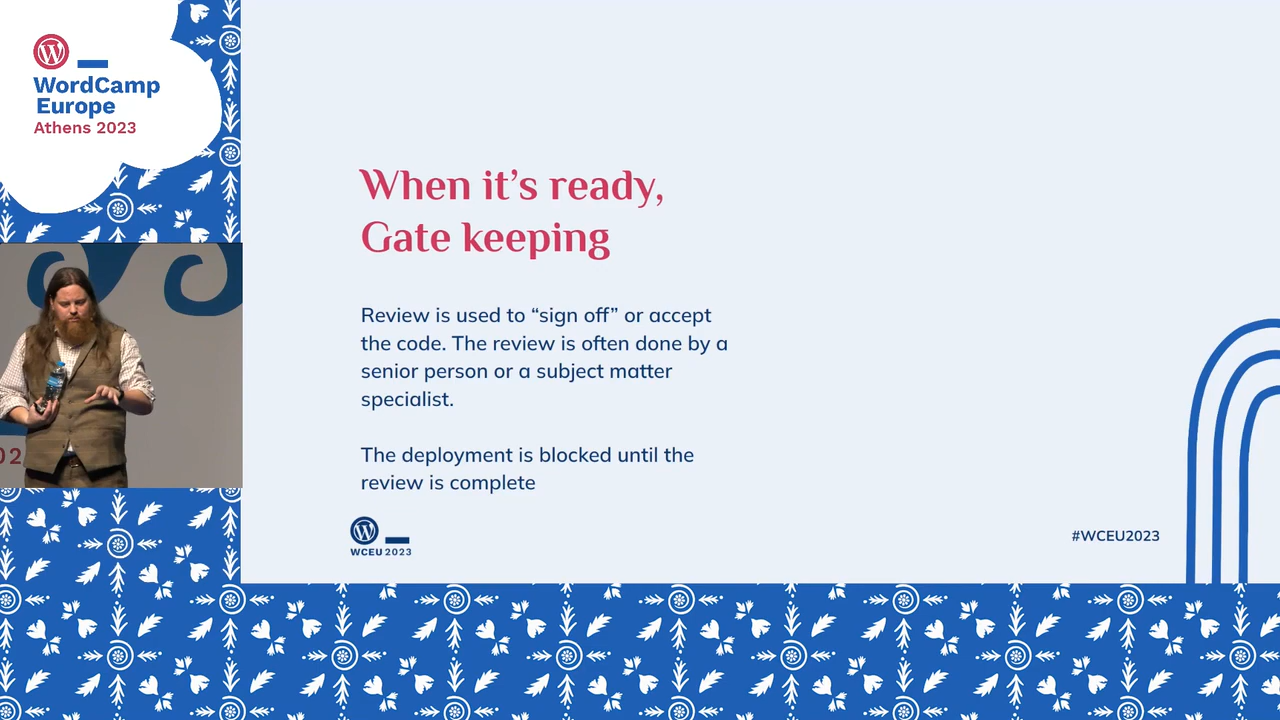 WordCamp
Europe
Athens 2023
When it’s ready,
Gate keeping
Review is used to “sign off” or accept
the code. The review is often done by a
senior person or a subject matter
specialist.
The deployment is blocked until the
review is complete
WCEU 2023
#WCEU2023
02